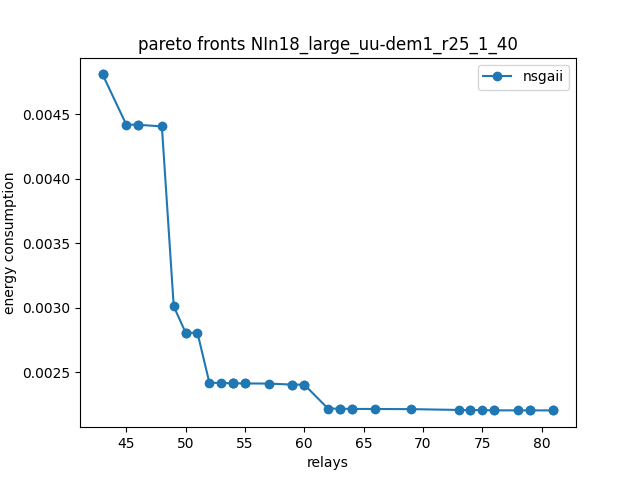 pareto fronts NIn18_large_uu-dem1_r25_1_40
nsgaii
energy consumption
0.0045
0.0040
0.0035
0.0030
0.0025
45 50 55 60 65 70 75 80
relays